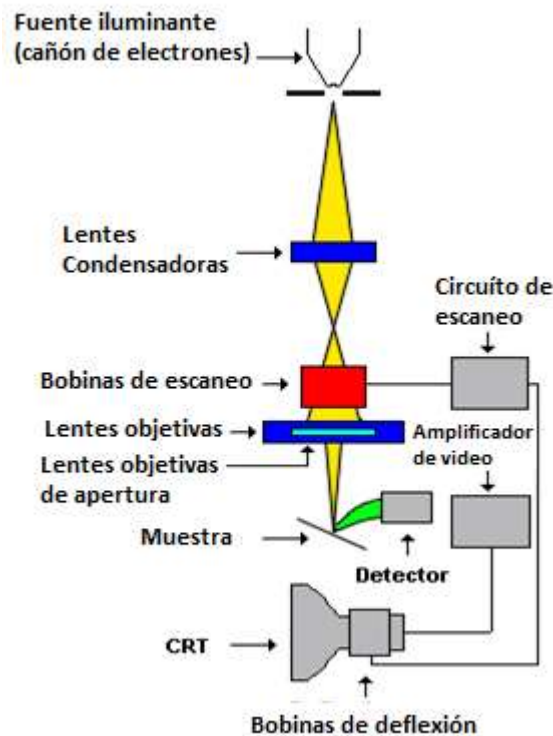 Fuente iluminante
(cañón de electrones)
Lentes
Condensadoras
Circuíto de
escaneo
Bobinas de escaneo
Lentes objetivas
Amplificador
de video
Lentes objetivas
de apertura
Muestra
Detector
CRT
Bobinas de deflexión